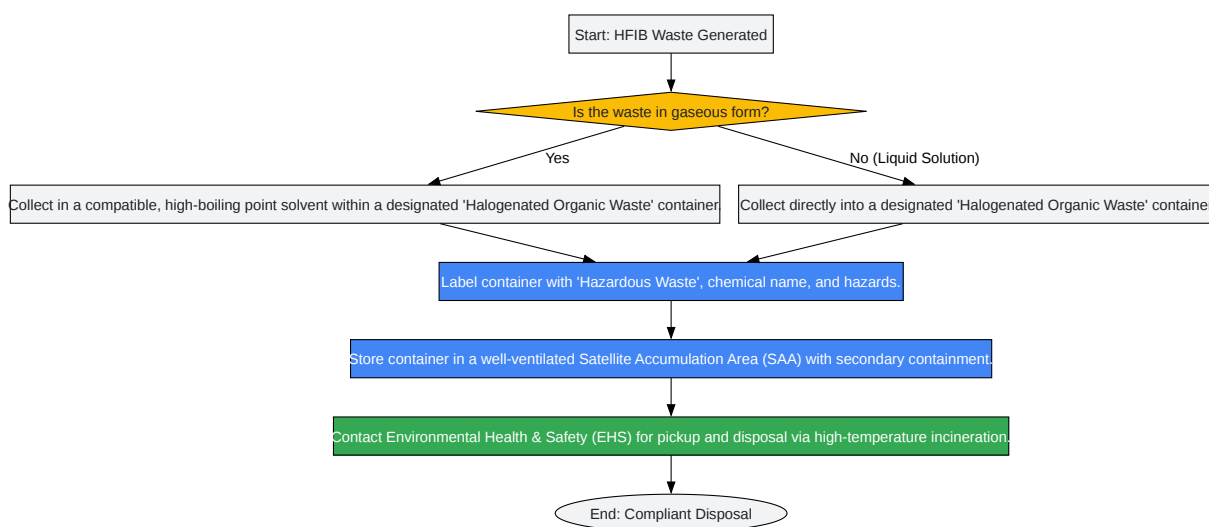 Start: HFIB Waste Generated
Is the waste in gaseous form?
Yes
No (Liquid Solution)
Collect in a compatible, high-boiling point solvent within a designated 'Halogenated Organic Waste' container.
Collect directly into a designated 'Halogenated Organic Waste' container
Label container with 'Hazardous Waste', chemical name, and hazards.
Store container in a well-ventilated Satellite Accumulation Area (SAA) with secondary containment.
Contact Environmental Health & Safety (EHS) for pickup and disposal via high-temperature incineration.
End: Compliant Disposal